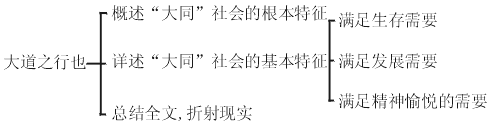 大道之行也
概述“大同”社会的根本特征
详述“大同”社会的基本特征
满足生存需要
满足发展需要
满足精神愉悦的需要
总结全文,折射现实